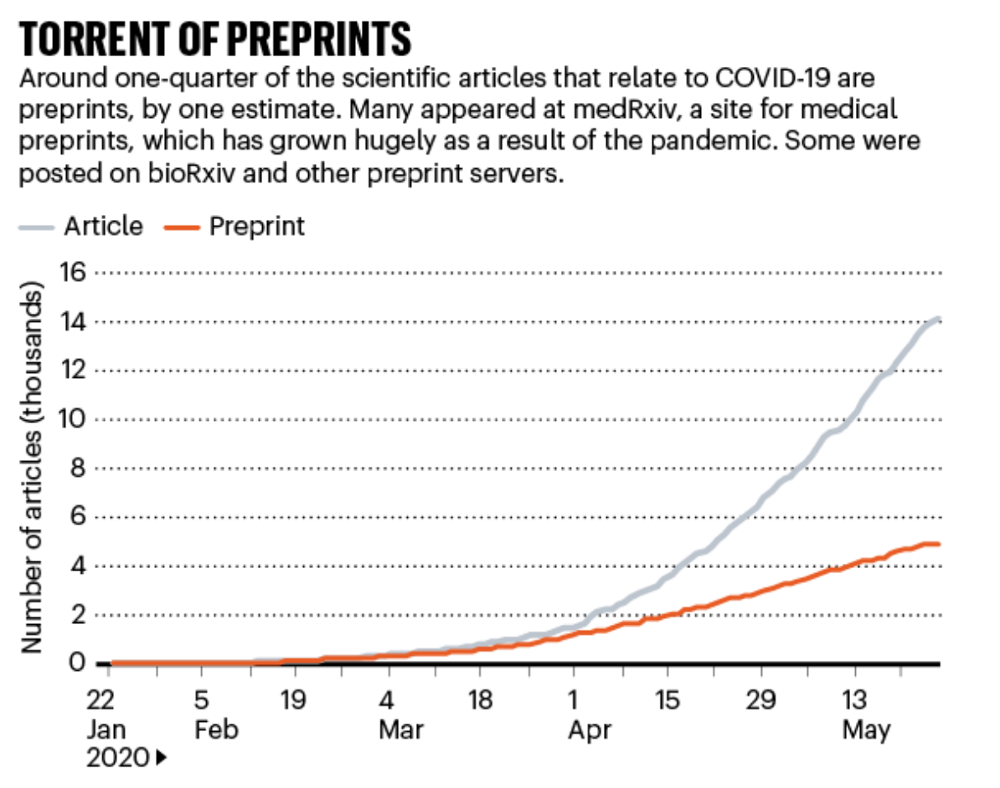 TORRENT OF PREPRINTS
Around one-quarter of the scientific articles that relate to COVID-19 are
preprints, by one estimate. Many appeared at medRxiv, a site for medical
preprints, which has grown hugely as a result of the pandemic. Some were
posted on bioRxiv and other preprint servers.
Article Preprint
Number of articles (thousands)
16
14
12
10
8
6
4
2
0
22 5 19 4 18 1 15 29 13
Jan Feb Mar Apr May
2020